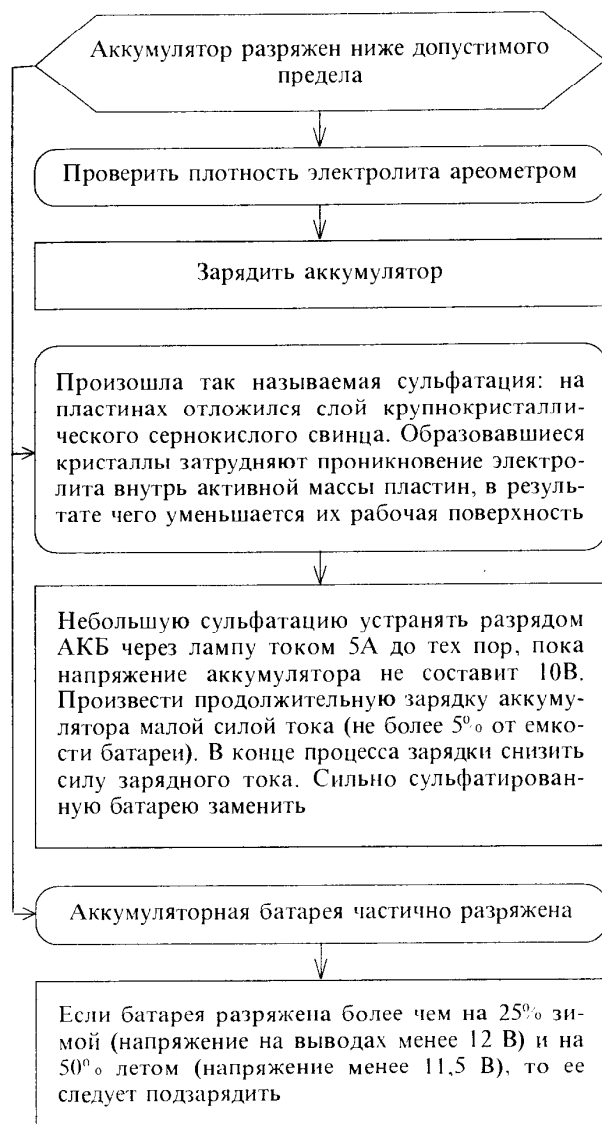 Аккумулятор разряжен ниже допустимого
предела
Проверить плотность электролита ареометром
Зарядить аккумулятор
Произошла так называемая сульфатация: на
пластинах отложился слой крупнокристалли-
ческого сернокислого свинца. Образовавшиеся
кристаллы затрудняют проникновение электро-
лита внутрь активной массы пластин, в резуль-
тате чего уменьшается их рабочая поверхность
Небольшую сульфатацию устранять разрядом
АКБ через лампу током 5А до тех пор, пока
напряжение аккумулятора не составит 10В.
Произвести продолжительную зарядку аккуму-
лятора малой силой тока (не более 5% от емко-
сти батареи). В конце процесса зарядки снизить
силу зарядного тока. Сильно сульфатирован-
ную батарею заменить
Аккумуляторная батарея частично разряжена
Если батарея разряжена более чем на 25% зи-
мой (напряжение на выводах менее 12 В) и на
50% летом (напряжение менее 11,5 В), то ее
следует подзарядить